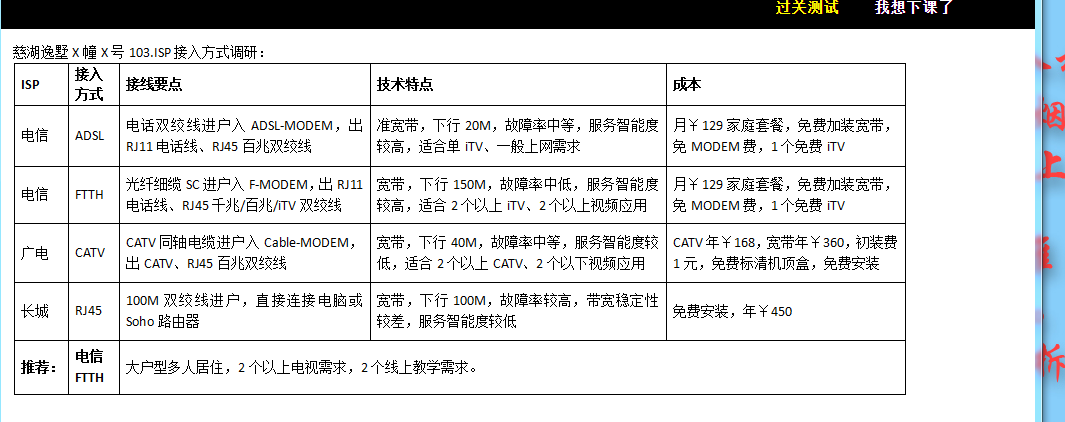 过关测试 我想下课了
慈湖逸墅 X 幢 X 号 103.ISP 接入方式调研：
ISP 接入方式 接线要点 技术特点 成本
电信 ADSL 电话双绞线进户入 ADSL-MODEM，出 RJ11 电话线、RJ45 百兆双绞线 准宽带，下行 20M，故障率中等，服务智能度较高，适合单 iTV、一般上网需求 月￥129 家庭套餐，免费加装宽带，免 MODEM 费，1 个免费 iTV
电信 FTTH 光纤细缆 SC 进户入 F-MODEM，出 RJ11 电话线、RJ45 千兆/百兆/iTV 双绞线 宽带，下行 150M，故障率中低，服务智能度较高，适合 2 个以上 iTV、2 个以上视频应用 月￥129 家庭套餐，免费加装宽带，免 MODEM 费，1 个免费 iTV
广电 CATV CATV 同轴电缆进户入 Cable-MODEM，出 CATV、RJ45 百兆双绞线 宽带，下行 40M，故障率中等，服务智能度较低，适合 2 个以上 CATV、2 个以下视频应用 CATV 年￥168，宽带年￥360，初装费 1 元，免费标清机顶盒，免费安装
长城 RJ45 100M 双绞线进户，直接连接电脑或 Soho 路由器 宽带，下行 100M，故障率较高，带宽稳定性较差，服务智能度较低 免费安装，年￥450
推荐： 电信 FTTH 大户型多人居住，2 个以上电视需求，2 个线上教学需求。